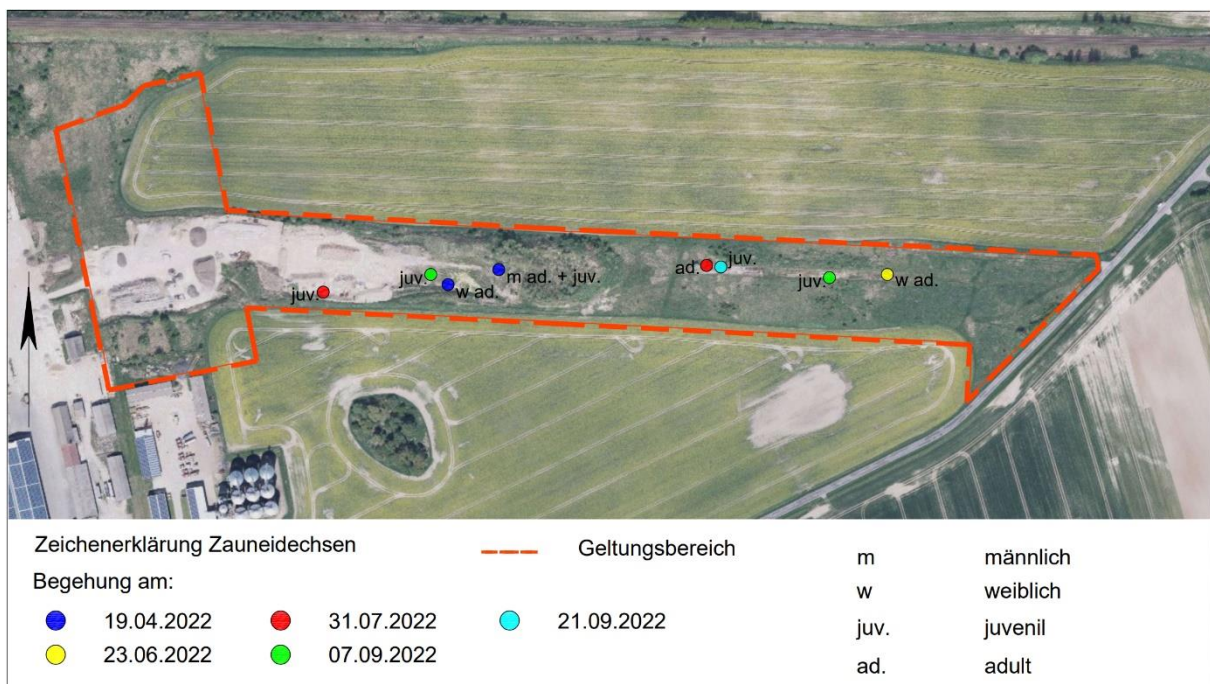 juv.
juv.
w ad.
m ad. + juv.
ad.
juv.
juv.
w ad.
Zeichenerklärung Zauneidechsen
Begehung am:
19.04.2022
31.07.2022
21.09.2022
23.06.2022
07.09.2022
Geltungsbereich
m männlich
w weiblich
juv. juvenil
ad. adult